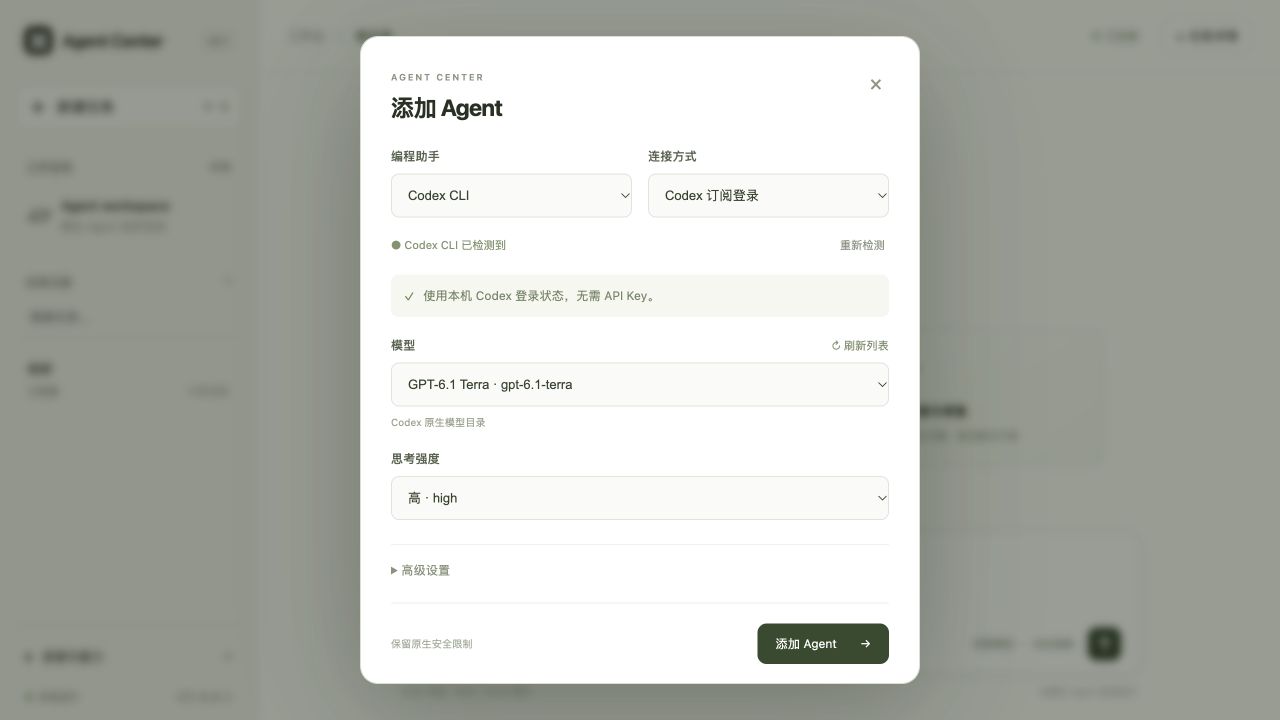 Agent Center
AGENT CENTER
添加 Agent
×
编程助手
连接方式
Codex CLI
Codex 订阅登录
Codex CLI 已检测到
重新检测
✓ 使用本机 Codex 登录状态，无需 API Key。
模型
刷新列表
GPT-6.1 Terra · gpt-6.1-terra
Codex 原生模型目录
思考强度
高 · high
高级设置
保留原生安全限制
添加 Agent →
Agent workspace